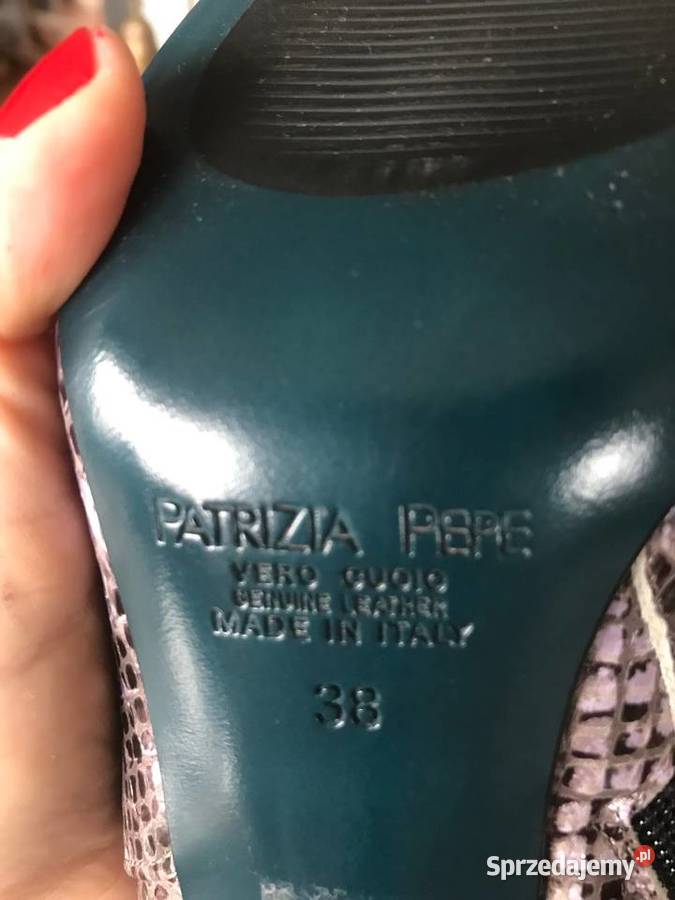 PATRIZIA PEPE
VERO CUOIO
GENUINE LEATHER
MADE IN ITALY
38
Sprzedajemy.pl